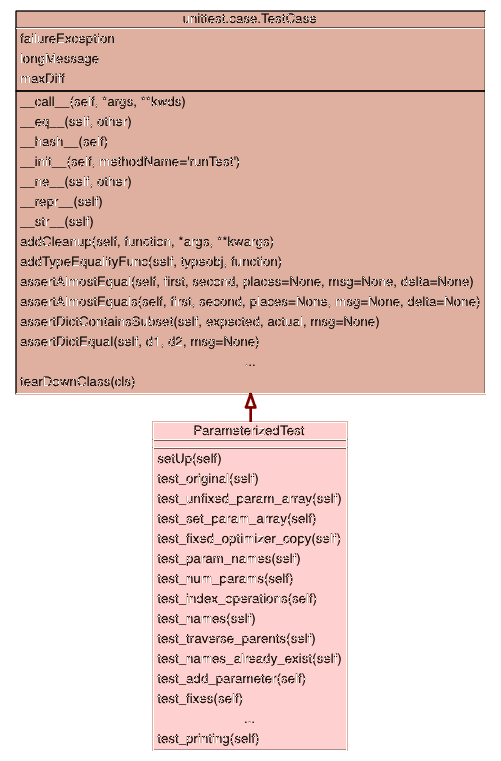 unittest.case.TestCase
failureException
longMessage
maxDiff
__call__(self, *args, **kwds)
__eq__(self, other)
__hash__(self)
__init__(self, methodName='runTest')
__ne__(self, other)
__repr__(self)
__str__(self)
addCleanup(self, function, *args, **kwargs)
addTypeEqualityFunc(self, typeobj, function)
assertAlmostEqual(self, first, second, places=None, msg=None, delta=None)
assertAlmostEquals(self, first, second, places=None, msg=None, delta=None)
assertDictContainsSubset(self, expected, actual, msg=None)
assertDictEqual(self, d1, d2, msg=None)
...
tearDownClass(cls)
ParameterizedTest
setUp(self)
test_original(self)
test_unfixed_param_array(self)
test_set_param_array(self)
test_fixed_optimizer_copy(self)
test_param_names(self)
test_num_params(self)
test_index_operations(self)
test_names(self)
test_traverse_parents(self)
test_names_already_exist(self)
test_add_parameter(self)
test_fixes(self)
...
test_printing(self)